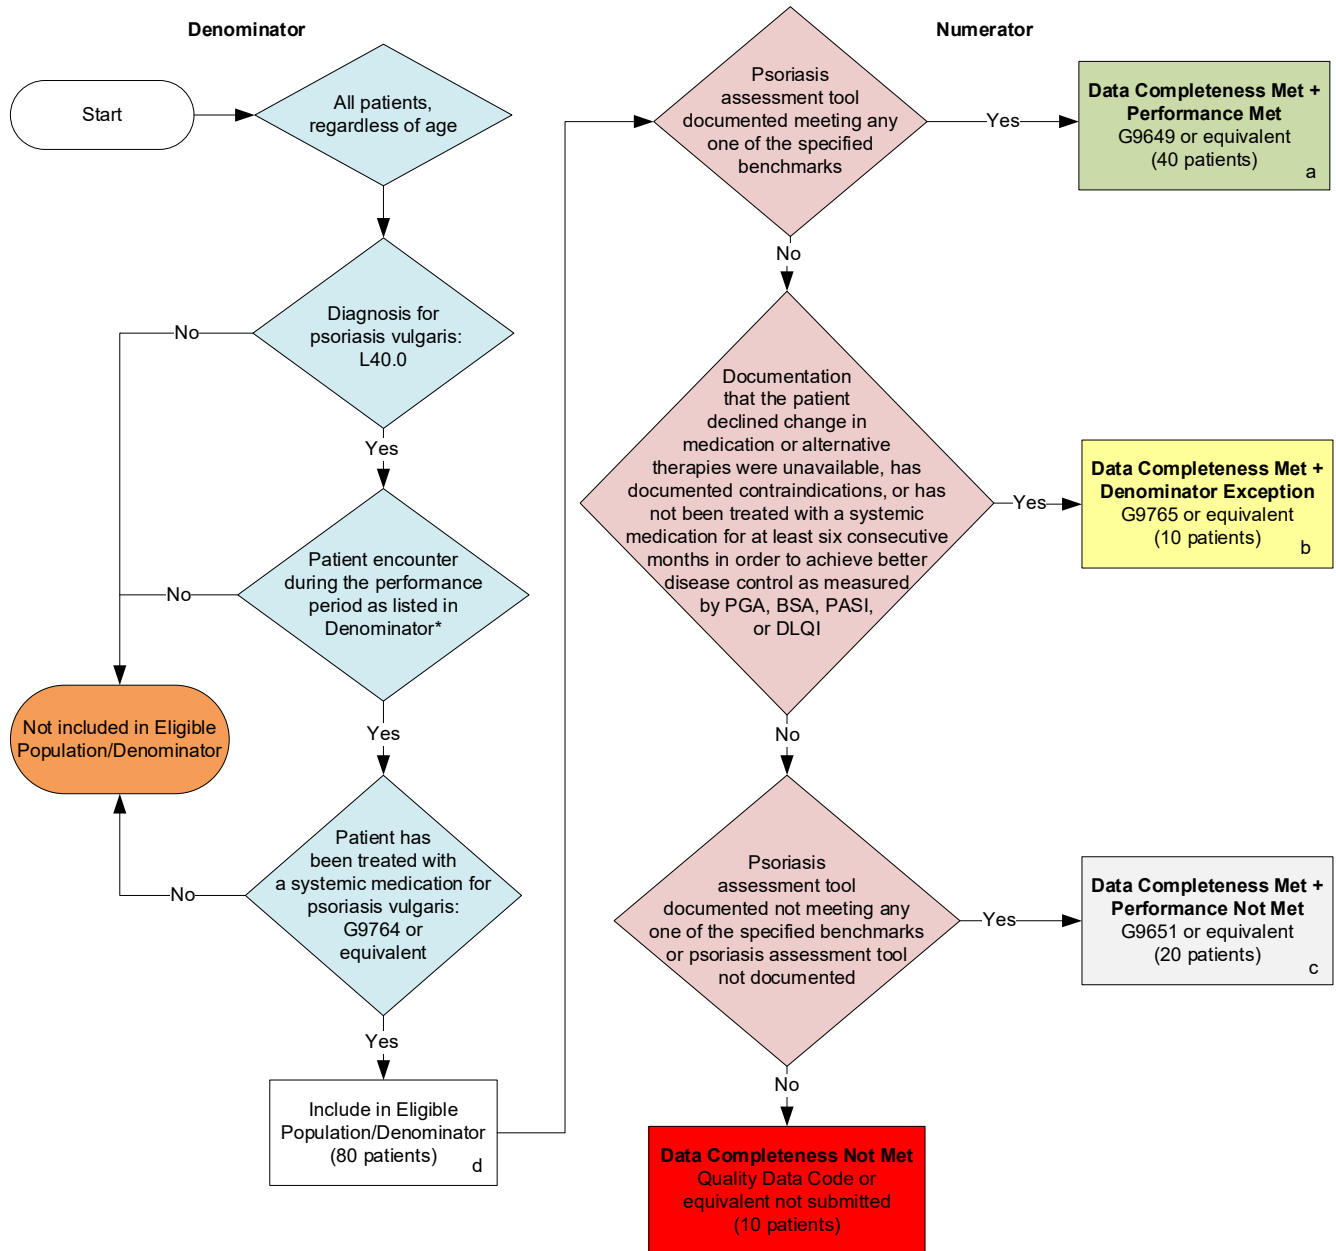 Denominator
Start
All patients,
regardless of age
Diagnosis for
psoriasis vulgaris:
L40.0
No
Yes
Patient encounter
during the performance
period as listed in
Denominator*
No
Yes
Not included in Eligible
Population/Denominator
Patient has
been treated with
a systemic medication for
psoriasis vulgaris:
G9764 or
equivalent
No
Yes
Include in Eligible
Population/Denominator
(80 patients)
d
Numerator
Psoriasis
assessment tool
documented meeting any
one of the specified
benchmarks
Yes
Data Completeness Met +
Performance Met
G9649 or equivalent
(40 patients)
a
No
Documentation
that the patient
declined change in
medication or alternative
therapies were unavailable, has
documented contraindications, or has
not been treated with a systemic
medication for at least six consecutive
months in order to achieve better
disease control as measured
by PGA, BSA, PASI,
or DLQI
Yes
Data Completeness Met +
Denominator Exception
G9765 or equivalent
(10 patients)
b
No
Psoriasis
assessment tool
documented not meeting any
one of the specified benchmarks
or psoriasis assessment tool
not documented
Yes
Data Completeness Met +
Performance Not Met
G9651 or equivalent
(20 patients)
c
No
Data Completeness Not Met
Quality Data Code or
equivalent not submitted
(10 patients)